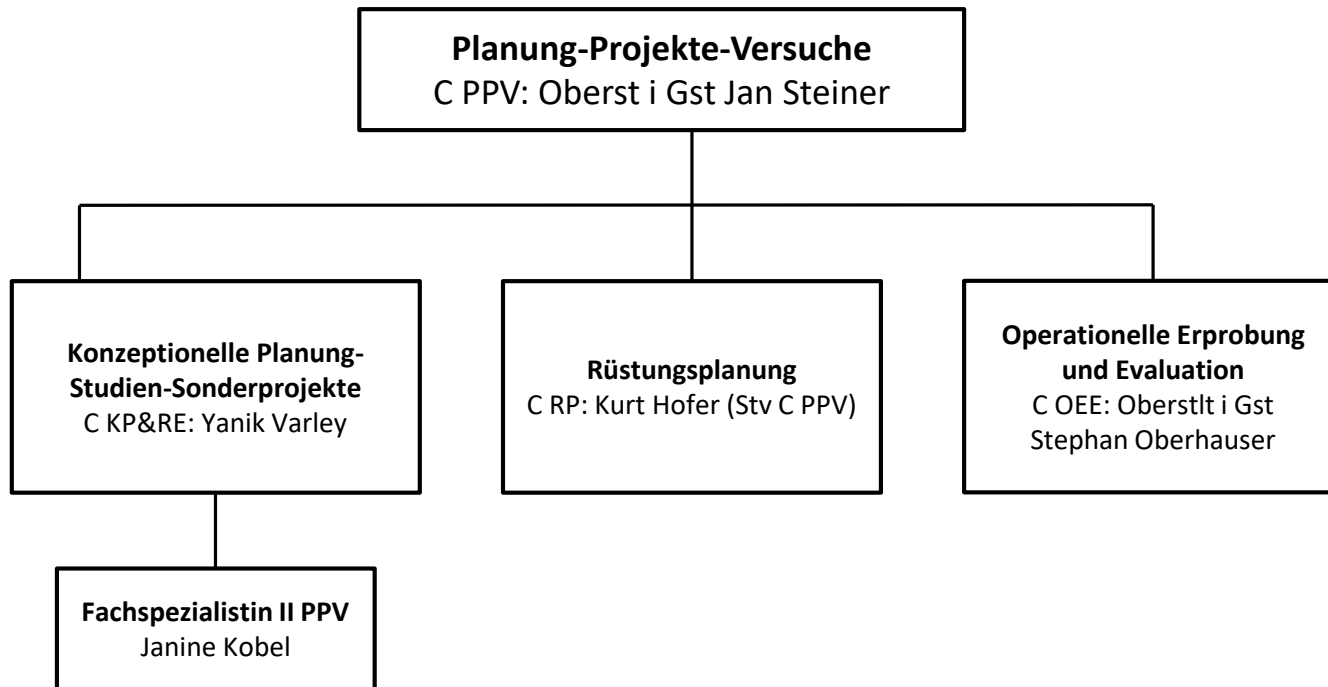 Planung-Projekte-Versuche
C PPV: Oberst i Gst Jan Steiner
Konzeptionelle Planung-
Studien-Sonderprojekte
C KP&RE: Yanik Varley
Rüstungsplanung
C RP: Kurt Hofer (Stv C PPV)
Operationelle Erprobung
und Evaluation
C OEE: Oberstlt i Gst
Stephan Oberhauser
Fachspezialistin II PPV
Janine Kobel